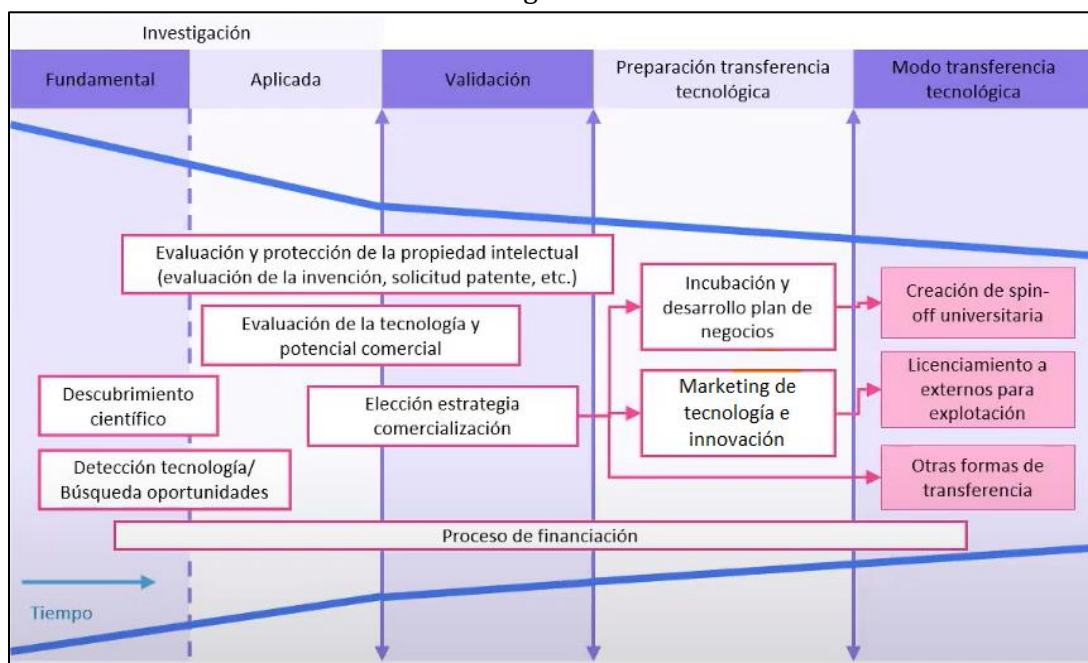 Investigación
Fundamental
Aplicada
Validación
Preparación transferencia
tecnológica
Modo transferencia
tecnológica
Evaluación y protección de la propiedad intelectual
(evaluación de la invención, solicitud patente, etc.)
Evaluación de la tecnología y
potencial comercial
Descubrimiento
científico
Elección estrategia
comercialización
Detección tecnología/
Búsqueda oportunidades
Incubación y
desarrollo plan de
negocios
Marketing de
tecnología e
innovación
Creación de spin-
off universitaria
Licenciamiento a
externos para
explotación
Otras formas de
transferencia
Proceso de financiación
Tiempo